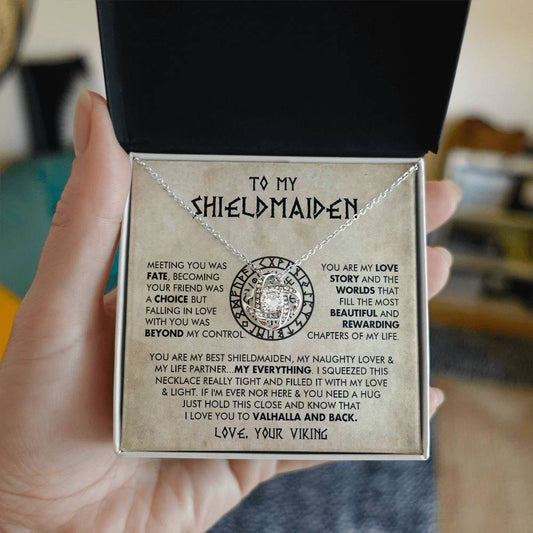 TO MY
SHIELDMAIDEN
MEETING YOU WAS
FATE, BECOMING
YOUR FRIEND WAS
A CHOICE BUT
FALLING IN LOVE
WITH YOU WAS
BEYOND MY CONTROL.
YOU ARE MY LOVE
STORY AND THE
WORLDS THAT
FILL THE MOST
BEAUTIFUL AND
REWARDING
CHAPTERS OF MY LIFE.
YOU ARE MY BEST SHIELDMAIDEN, MY NAUGHTY LOVER &
MY LIFE PARTNER...MY EVERYTHING. I SQUEEZED THIS
NECKLACE REALLY TIGHT AND FILLED IT WITH MY LOVE
& LIGHT. IF I'M EVER NOR HERE & YOU NEED A HUG
JUST HOLD THIS CLOSE AND KNOW THAT
I LOVE YOU TO VALHALLA AND BACK.
LOVE, YOUR VIKING